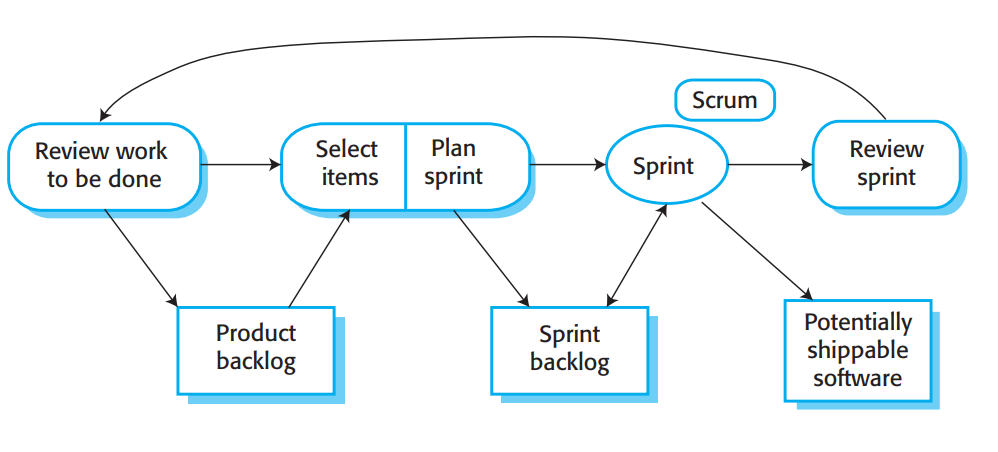 Scrum
Review work
to be done
Select
items
Plan
sprint
Sprint
Review
sprint
Product
backlog
Sprint
backlog
Potentially
shippable
software